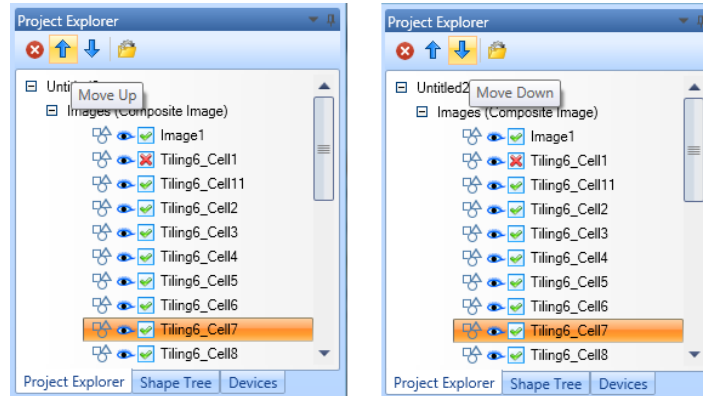 Project Explorer
Move Up
Images (Composite Image)
Image1
Tiling6_Cell1
Tiling6_Cell11
Tiling6_Cell2
Tiling6_Cell3
Tiling6_Cell4
Tiling6_Cell5
Tiling6_Cell6
Tiling6_Cell7
Tiling6_Cell8
Project Explorer Shape Tree Devices
Project Explorer
Untitled2
Move Down
Images (Composite Image)
Image1
Tiling6_Cell1
Tiling6_Cell11
Tiling6_Cell2
Tiling6_Cell3
Tiling6_Cell4
Tiling6_Cell5
Tiling6_Cell6
Tiling6_Cell7
Tiling6_Cell8
Project Explorer Shape Tree Devices